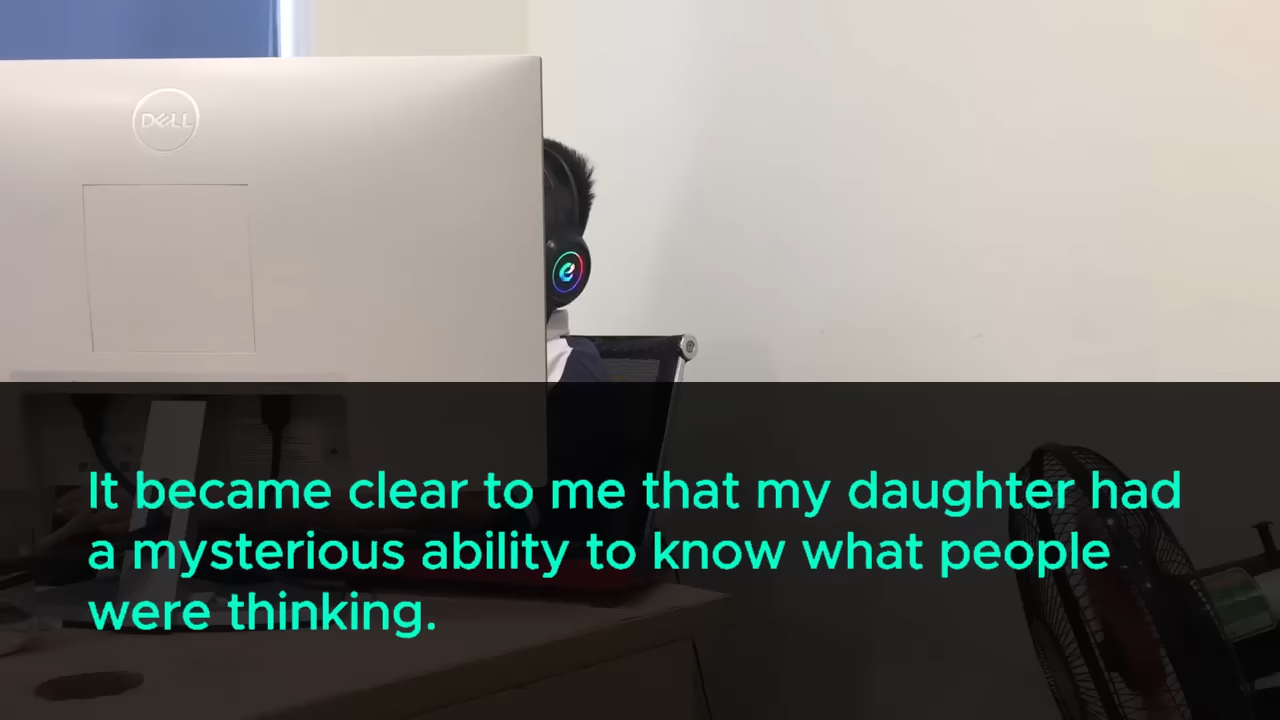 DELL
It became clear to me that my daughter had
a mysterious ability to know what people
were thinking.